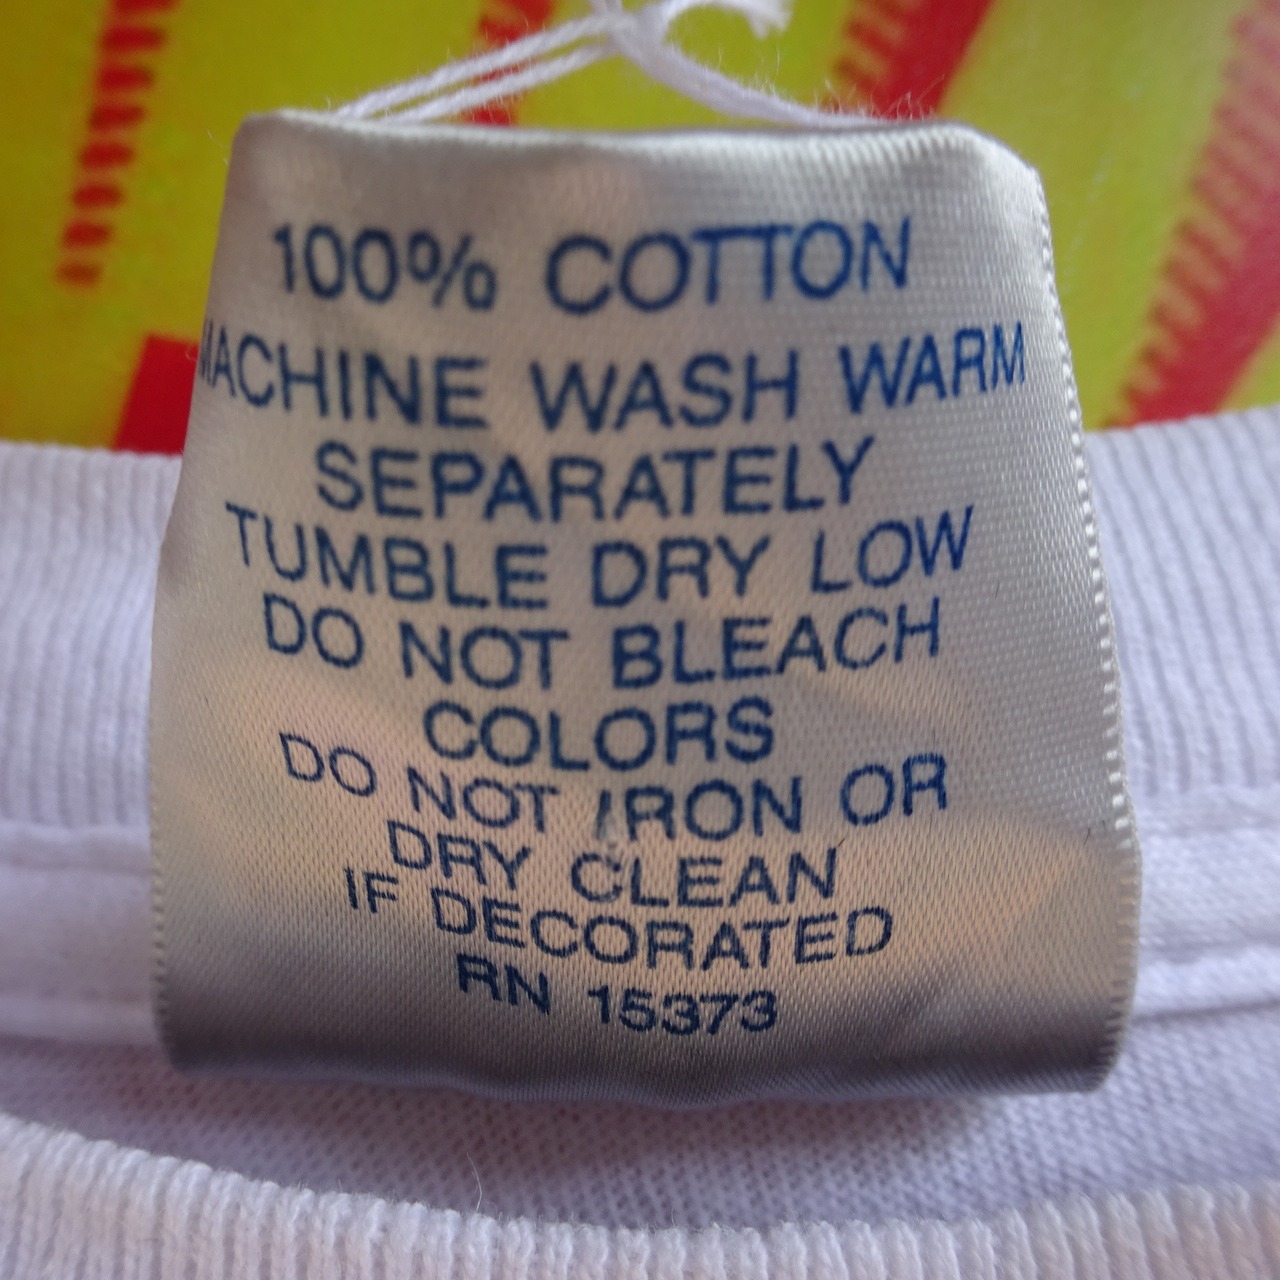 100% COTTON
MACHINE WASH WARM
SEPARATELY
TUMBLE DRY LOW
DO NOT BLEACH
COLORS
DO NOT IRON OR
DRY CLEAN
IF DECORATED
RN 15373